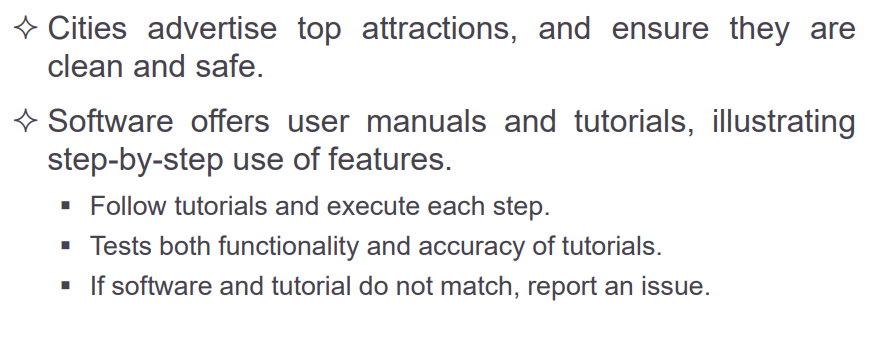 ✧ Cities advertise top attractions, and ensure they are
clean and safe.
✧ Software offers user manuals and tutorials, illustrating
step-by-step use of features.
▪ Follow tutorials and execute each step.
▪ Tests both functionality and accuracy of tutorials.
▪ If software and tutorial do not match, report an issue.